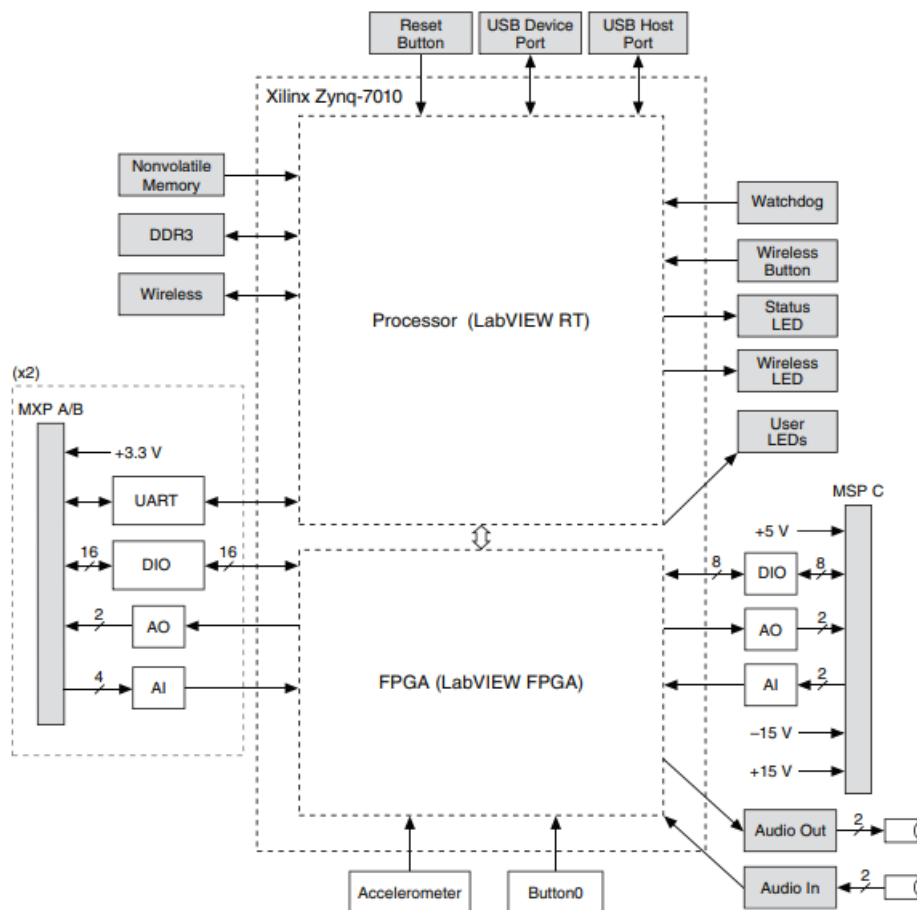 Reset
Button
USB Device
Port
USB Host
Port
Xilinx Zynq-7010
Nonvolatile
Memory
DDR3
Wireless
Processor (LabVIEW RT)
Watchdog
Wireless
Button
Status
LED
Wireless
LED
User
LEDs
(x2)
MXP A/B
+3.3 V
UART
16
DIO
16
2
AO
4
AI
FPGA (LabVIEW FPGA)
MSP C
+5 V
8
DIO
8
AO
2
AI
2
–15 V
+15 V
Audio Out
2
Audio In
2
Accelerometer
Button0